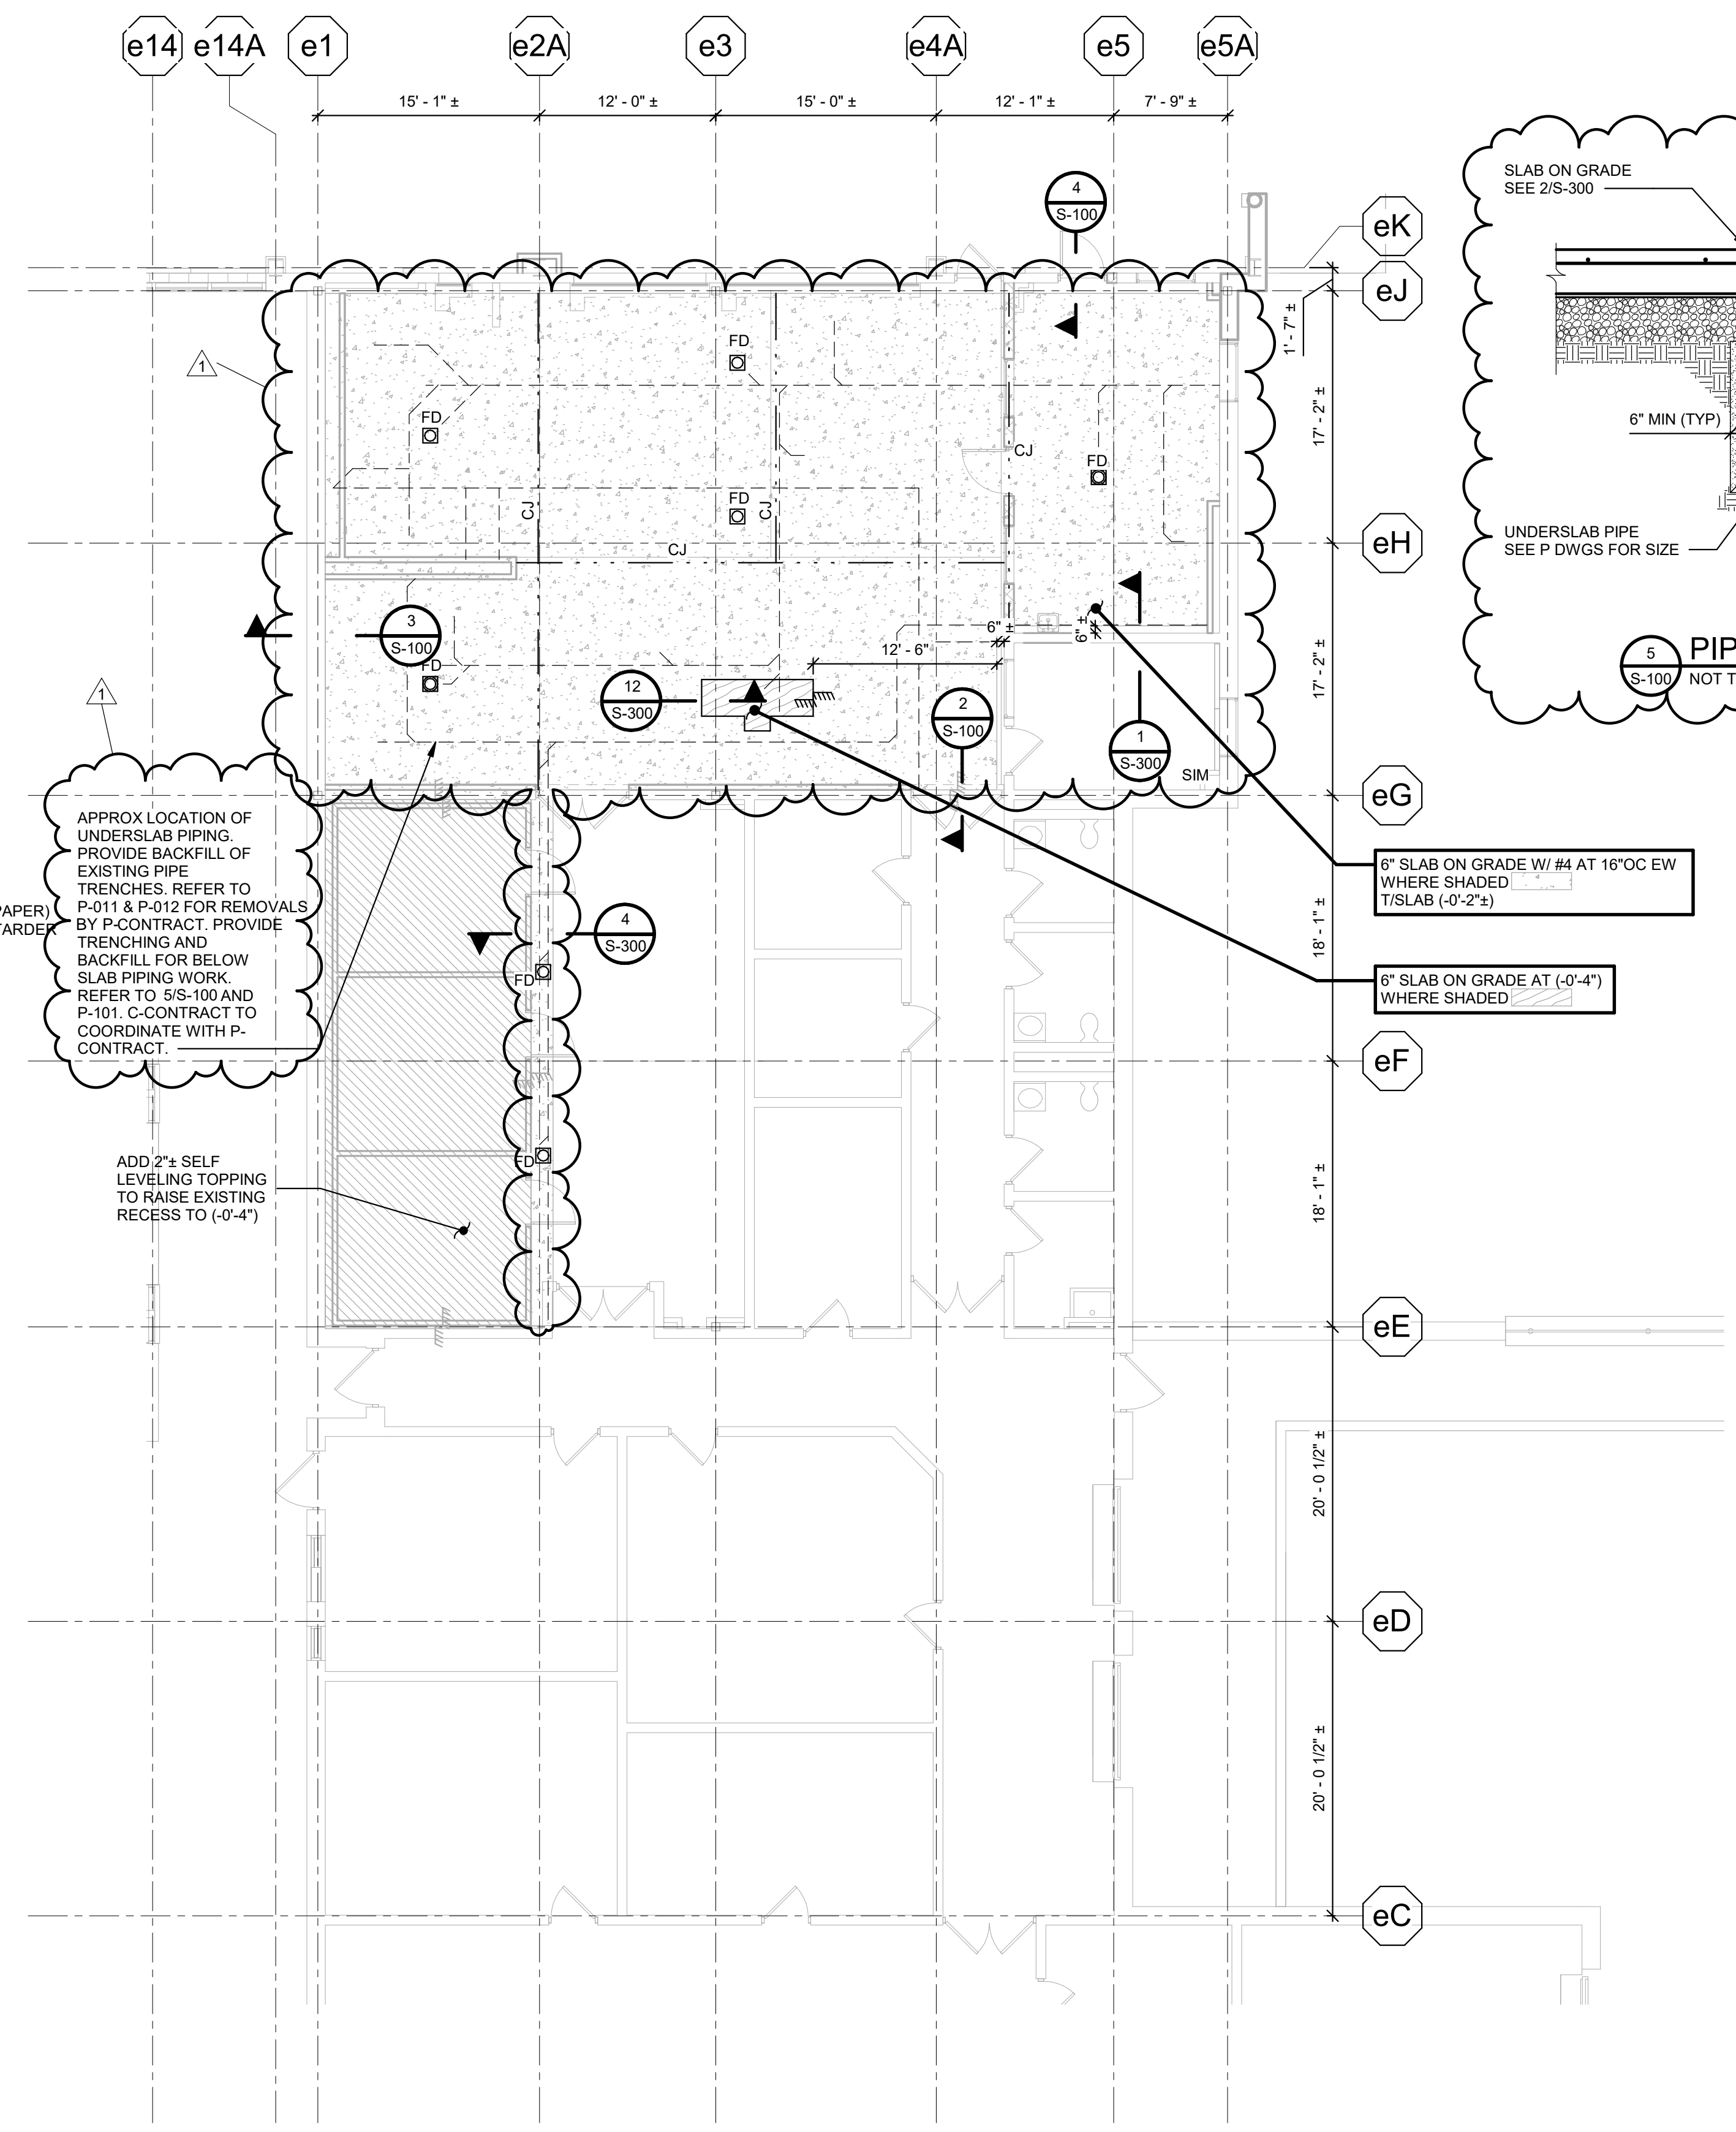 e14 e14A e1 e2A e3 e4A e5 e5A
15' - 1" ± 12' - 0" ± 15' - 0" ± 12' - 1" ± 7' - 9" ±
SLAB ON GRADE
SEE 2/S-300
4
S-100
eK
eJ
1' - 7" ±
1
FD
FD
17' - 2" ±
6" MIN (TYP)
CJ
FD
FD
CJ
CJ
CJ
UNDERSLAB PIPE
SEE P DWGS FOR SIZE
eH
3
S-100
FD
6" ±
6" ±
12' - 6"
17' - 2" ±
5
S-100
PIP
NOT T
12
S-300
2
S-100
1
S-300
SIM
1
eG
APPROX LOCATION OF
UNDERSLAB PIPING.
PROVIDE BACKFILL OF
EXISTING PIPE
TRENCHES. REFER TO
P-011 & P-012 FOR REMOVALS
BY P-CONTRACT. PROVIDE
TRENCHING AND
BACKFILL FOR BELOW
SLAB PIPING WORK.
REFER TO 5/S-100 AND
P-101. C-CONTRACT TO
COORDINATE WITH P-
CONTRACT.
PAPER)
TARDER
6" SLAB ON GRADE W/ #4 AT 16"OC EW
WHERE SHADED
T/SLAB (-0'-2"±)
4
S-300
18' - 1" ±
FD
6" SLAB ON GRADE AT (-0'-4")
WHERE SHADED
eF
FD
ADD 2"± SELF
LEVELING TOPPING
TO RAISE EXISTING
RECESS TO (-0'-4")
18' - 1" ±
eE
20' - 0 1/2" ±
eD
20' - 0 1/2" ±
eC